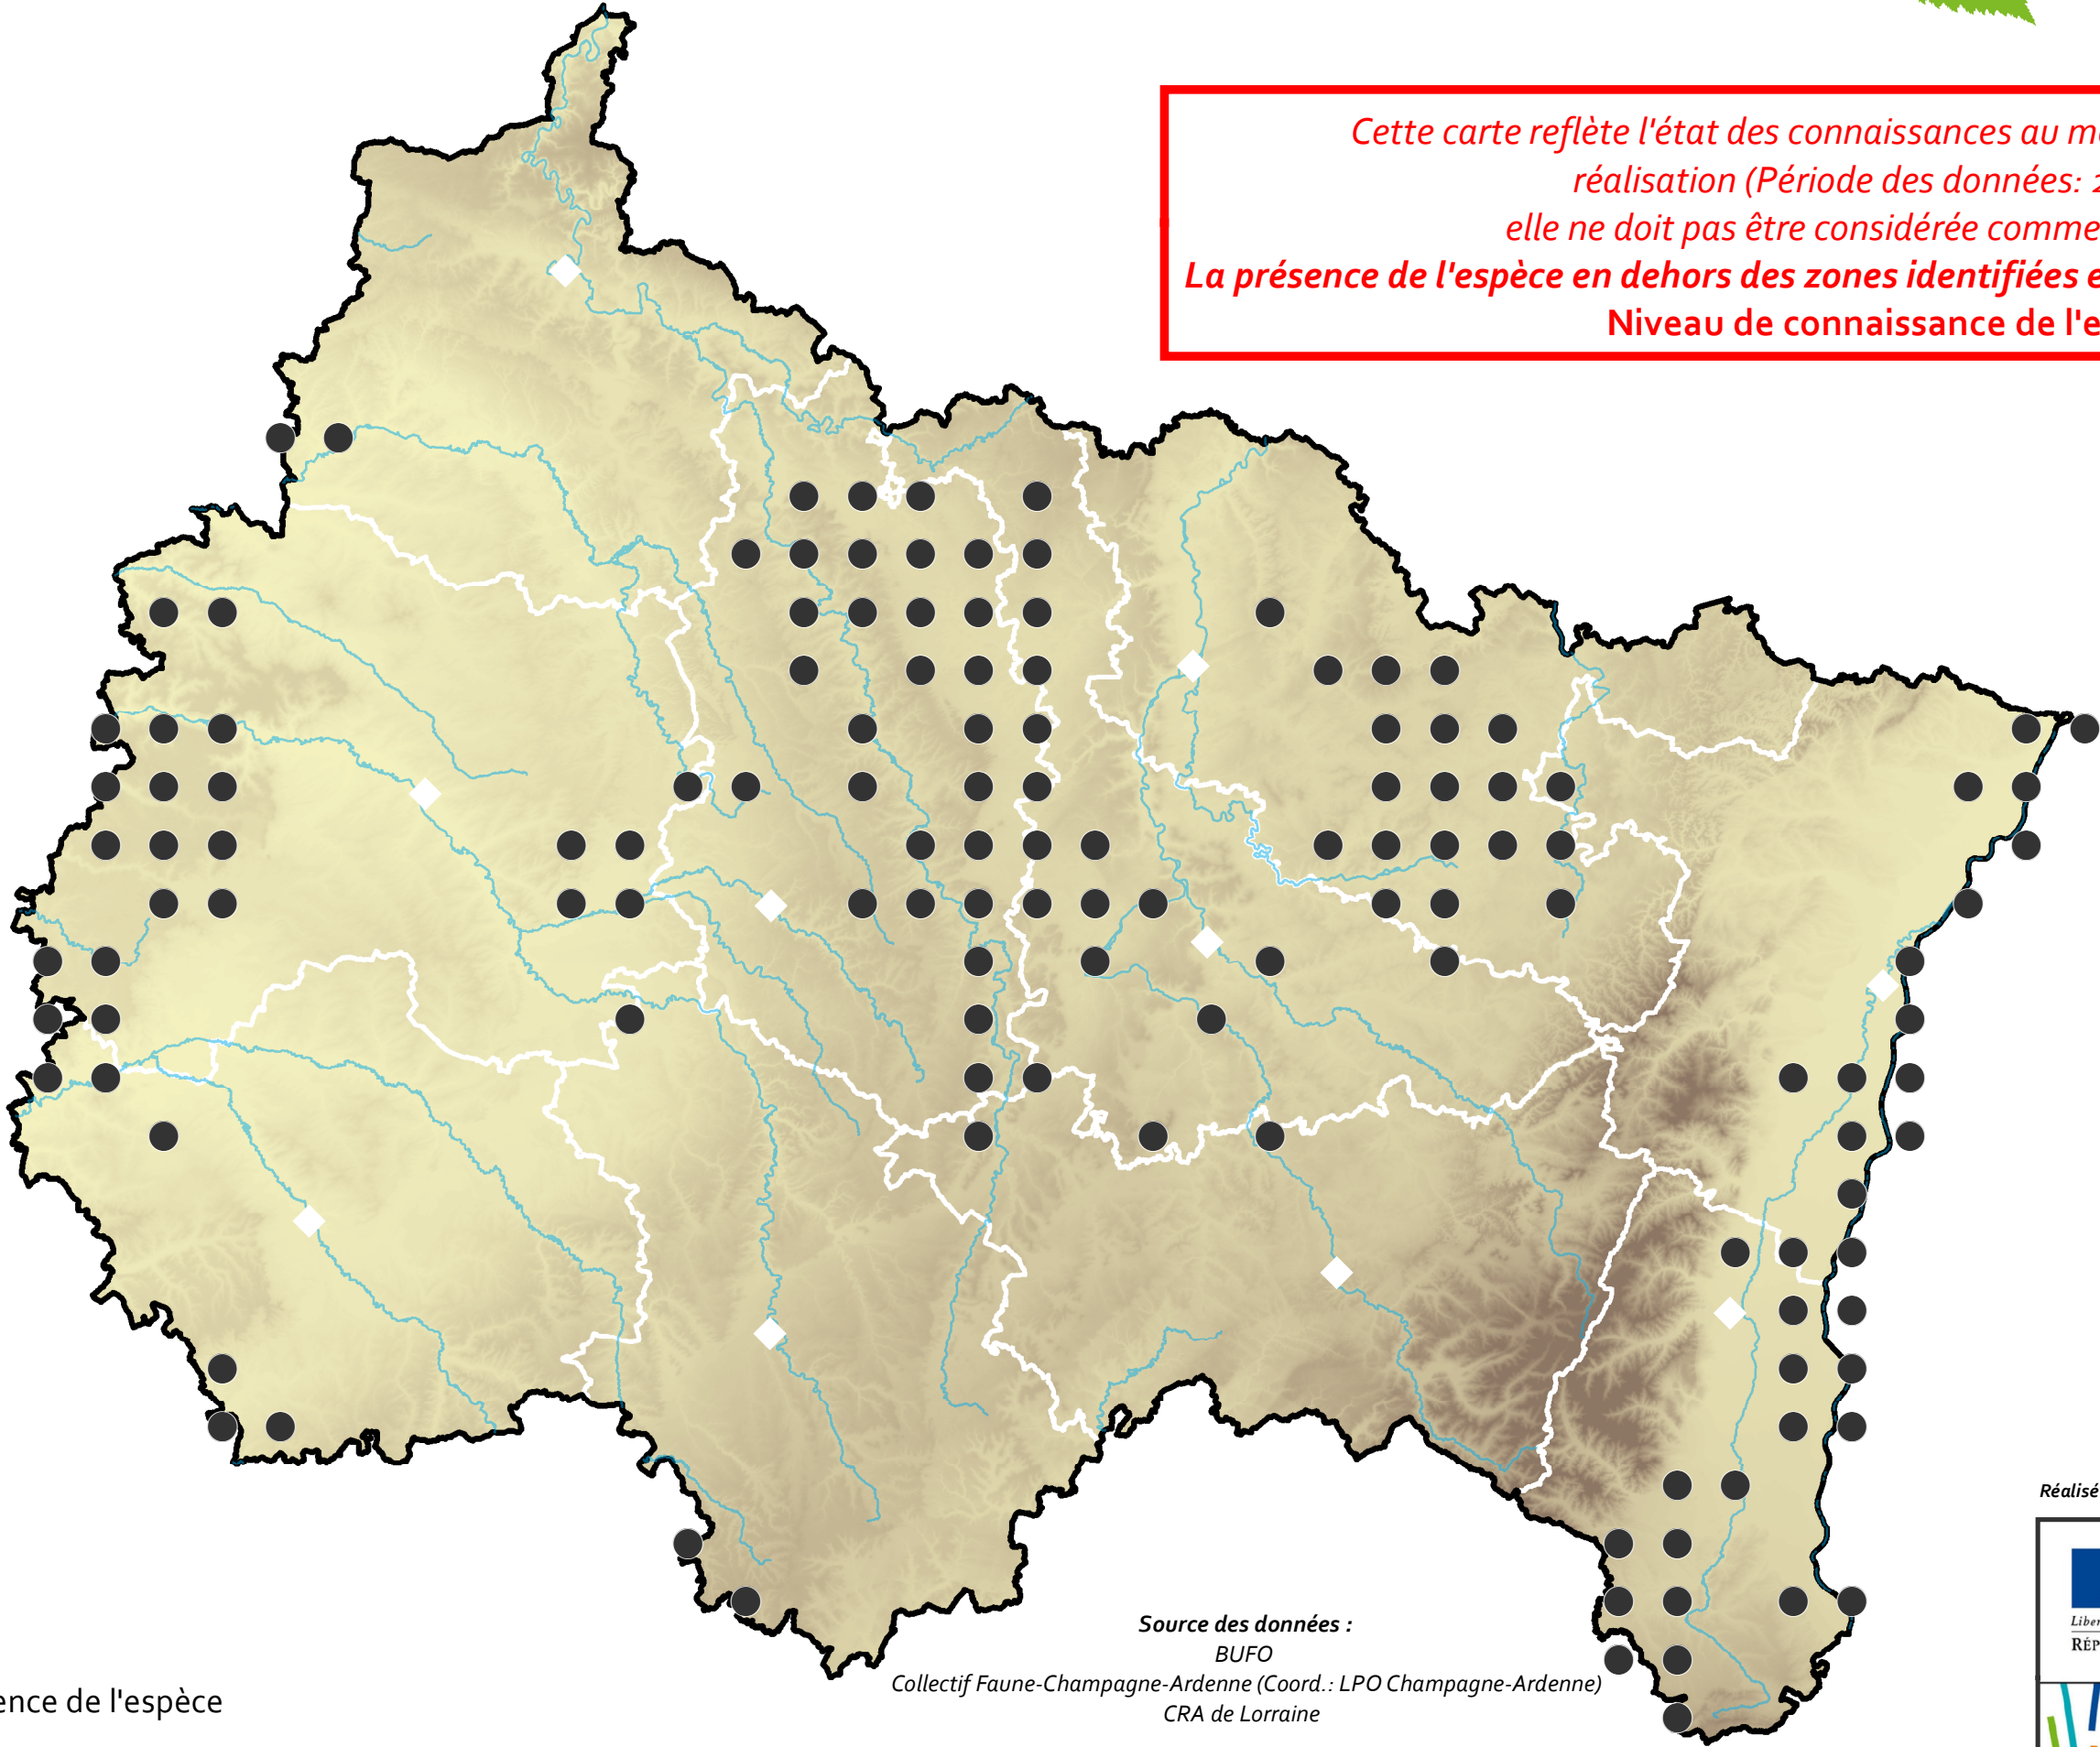 Cette carte reflète l'état des connaissances au
réalisation (Période des données:
elle ne doit pas être considérée comme
La présence de l'espèce en dehors des zones identifiées
Niveau de connaissance de
Réalisé
Source des données :
BUFO
Collectif Faune-Champagne-Ardenne (Coord.: LPO Champagne-Ardenne)
CRA de Lorraine
de l'espèce